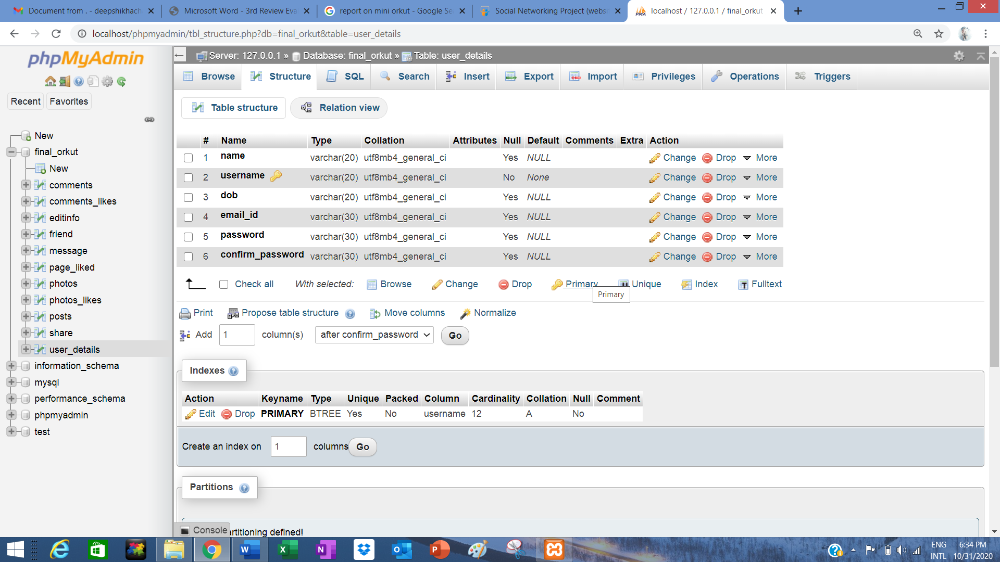 Document from . - deepshikhach
Microsoft Word - 3rd Review Eva
report on mini orkut - Google Se
Social Networking Project (websi
localhost / 127.0.0.1 / final_orkut
localhost/phpmyadmin/tbl_structure.php?db=final_orkut&table=user_details
phpMyAdmin
Recent Favorites
New
final_orkut
New
comments
comments_likes
editinfo
friend
message
page_liked
photos
photos_likes
posts
share
user_details
information_schema
mysql
performance_schema
phpmyadmin
test
Server: 127.0.0.1 » Database: final_orkut » Table: user_details
Browse Structure SQL Search Insert Export Import Privileges Operations Triggers
Table structure Relation view
# Name Type Collation Attributes Null Default Comments Extra Action
1 name varchar(20) utf8mb4_general_ci Yes NULL Change Drop More
2 username varchar(20) utf8mb4_general_ci No None Change Drop More
3 dob varchar(20) utf8mb4_general_ci Yes NULL Change Drop More
4 email_id varchar(30) utf8mb4_general_ci Yes NULL Change Drop More
5 password varchar(30) utf8mb4_general_ci Yes NULL Change Drop More
6 confirm_password varchar(30) utf8mb4_general_ci Yes NULL Change Drop More
Check all With selected: Browse Change Drop Primary Unique Index Fulltext
Primary
Print Propose table structure Move columns Normalize
Add 1 column(s) after confirm_password Go
Indexes
Action Keyname Type Unique Packed Column Cardinality Collation Null Comment
Edit Drop PRIMARY BTREE Yes No username 12 A No
Create an index on 1 columns Go
Partitions
Console artitioning defined!
ENG 6:34 PM
INTL 10/31/2020